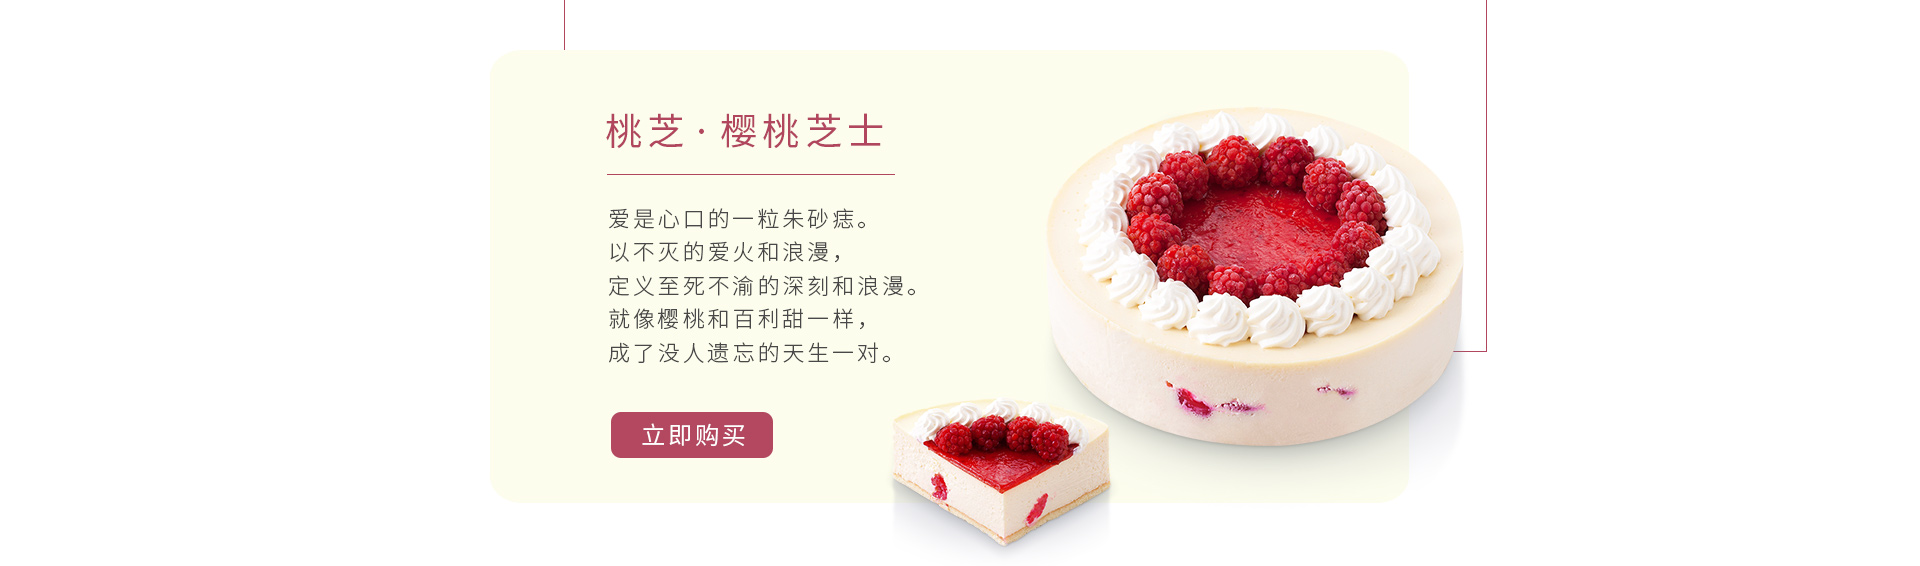 桃芝·樱桃芝士
爱是心口的一粒朱砂痣。
以不灭的爱火和浪漫，
定义至死不渝的深刻和浪漫。
就像樱桃和百利甜一样，
成了没人遗忘的天生一对。
立即购买